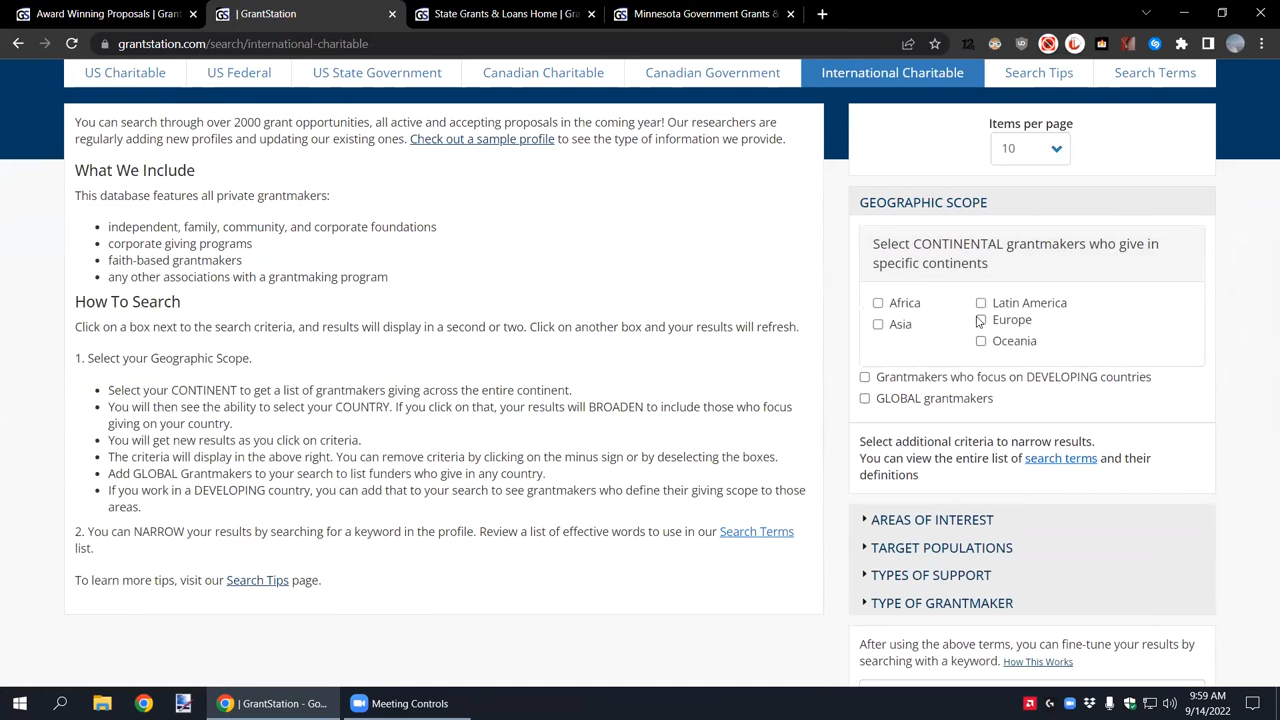 Award Winning Proposals | Grant
| GrantStation
State Grants & Loans Home | Gra
Minnesota Government Grants &
grantstation.com/search/international-charitable
US Charitable
US Federal
US State Government
Canadian Charitable
Canadian Government
International Charitable
Search Tips
Search Terms
You can search through over 2000 grant opportunities, all active and accepting proposals in the coming year! Our researchers are
regularly adding new profiles and updating our existing ones. Check out a sample profile to see the type of information we provide.
What We Include
This database features all private grantmakers:
independent, family, community, and corporate foundations
corporate giving programs
faith-based grantmakers
any other associations with a grantmaking program
How To Search
Click on a box next to the search criteria, and results will display in a second or two. Click on another box and your results will refresh.
1. Select your Geographic Scope.
Select your CONTINENT to get a list of grantmakers giving across the entire continent.
You will then see the ability to select your COUNTRY. If you click on that, your results will BROADEN to include those who focus
giving on your country.
You will get new results as you click on criteria.
The criteria will display in the above right. You can remove criteria by clicking on the minus sign or by deselecting the boxes.
Add GLOBAL Grantmakers to your search to list funders who give in any country.
If you work in a DEVELOPING country, you can add that to your search to see grantmakers who define their giving scope to those
areas.
2. You can NARROW your results by searching for a keyword in the profile. Review a list of effective words to use in our Search Terms
list.
To learn more tips, visit our Search Tips page.
Items per page
10
GEOGRAPHIC SCOPE
Select CONTINENTAL grantmakers who give in
specific continents
Africa
Latin America
Asia
Europe
Oceania
Grantmakers who focus on DEVELOPING countries
GLOBAL grantmakers
Select additional criteria to narrow results.
You can view the entire list of search terms and their
definitions
AREAS OF INTEREST
TARGET POPULATIONS
TYPES OF SUPPORT
TYPE OF GRANTMAKER
After using the above terms, you can fine-tune your results by
searching with a keyword. How This Works
| GrantStation - Go...
Meeting Controls
9:59 AM
9/14/2022